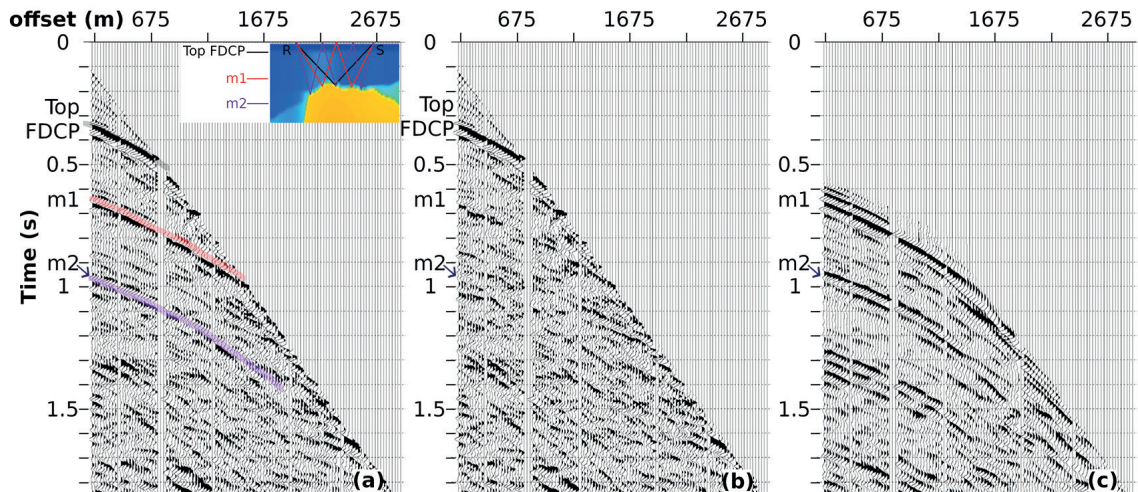 offset (m) 675 1675 2675 675 1675 2675 675 1675 2675
0 Top FDCP R S 0 0
m1
m2
Top Top
FDCP FDCP
0.5 0.5 0.5
m1 m1 m1
Time (s)
m2 m2 m2
1 1 1
1.5 1.5 1.5
(a) (b) (c)